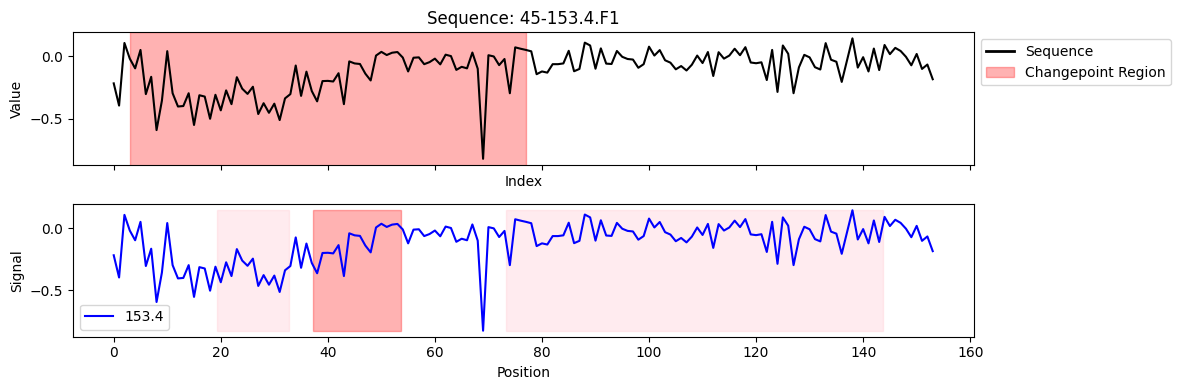 Sequence: 45-153.4.F1
Value
0.0
−0.5
Index
Sequence
Changepoint Region
Signal
0.0
−0.5
153.4
0 20 40 60 80 100 120 140 160
Position